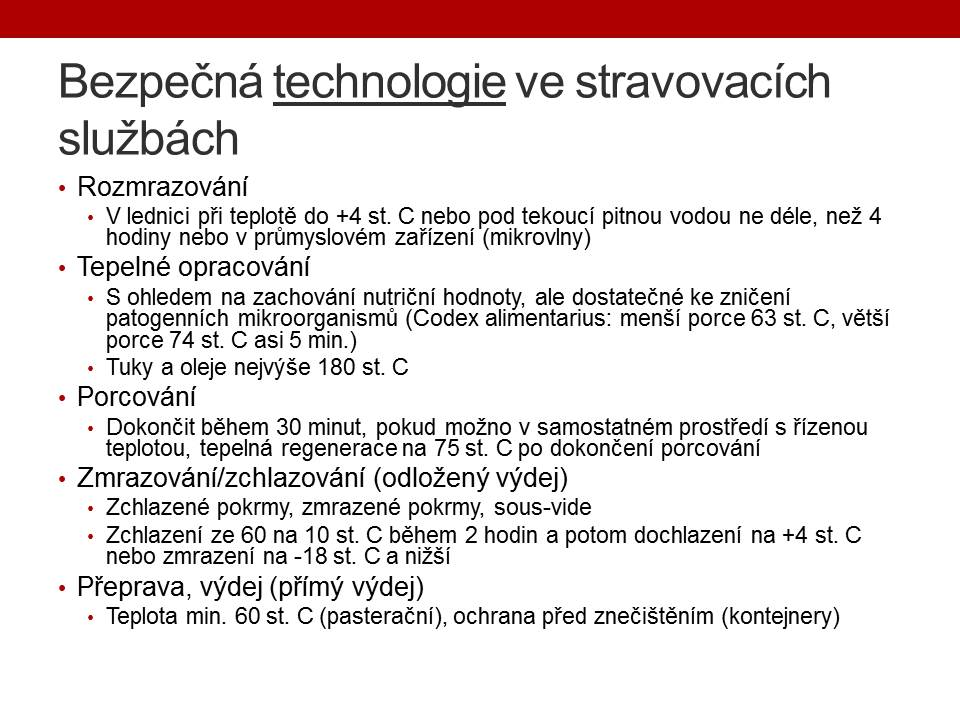 Bezpečná technologie ve stravovacích
službách
• Rozmrazování
• V lednici při teplotě do +4 st. C nebo pod tekoucí pitnou vodou ne déle, než 4
hodiny nebo v průmyslovém zařízení (mikrovlny)
• Tepelné opracování
• S ohledem na zachování nutriční hodnoty, ale dostatečné ke zničení
patogenních mikroorganismů (Codex alimentarius: menší porce 63 st. C, větší
porce 74 st. C asi 5 min.)
• Tuky a oleje nejvýše 180 st. C
• Porcování
• Dokončit během 30 minut, pokud možno v samostatném prostředí s řízenou
teplotou, tepelná regenerace na 75 st. C po dokončení porcování
• Zmrazování/zchlazování (odložený výdej)
• Zchlazené pokrmy, zmrazené pokrmy, sous-vide
• Zchlazení ze 60 na 10 st. C během 2 hodin a potom dochlazení na +4 st. C
nebo zmrazení na -18 st. C a nižší
• Přeprava, výdej (přímý výdej)
• Teplota min. 60 st. C (pasterační), ochrana před znečištěním (kontejnery)